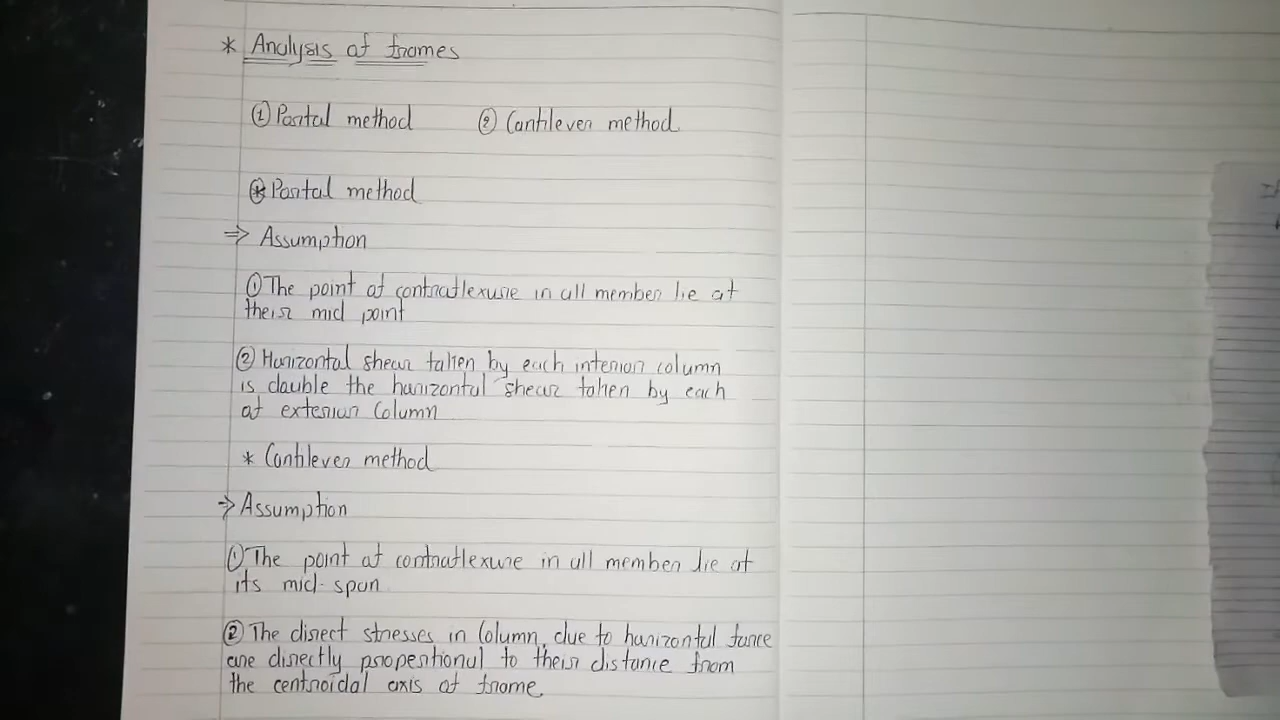 * Analysis of frames
① Portal method ② Cantilever method
⊛ Portal method
⇒ Assumption
① The point of contraflexure in all member lie at
their mid point
② Horizontal shear taken by each interior column
is double the horizontal shear taken by each
of exterior Column
* Cantilever method
⇒ Assumption
① The point of contraflexure in all member lie at
its mid-span
② The direct stresses in Column, due to horizontal force
are directly propertional to their distance from
the centroidal axis of frame.